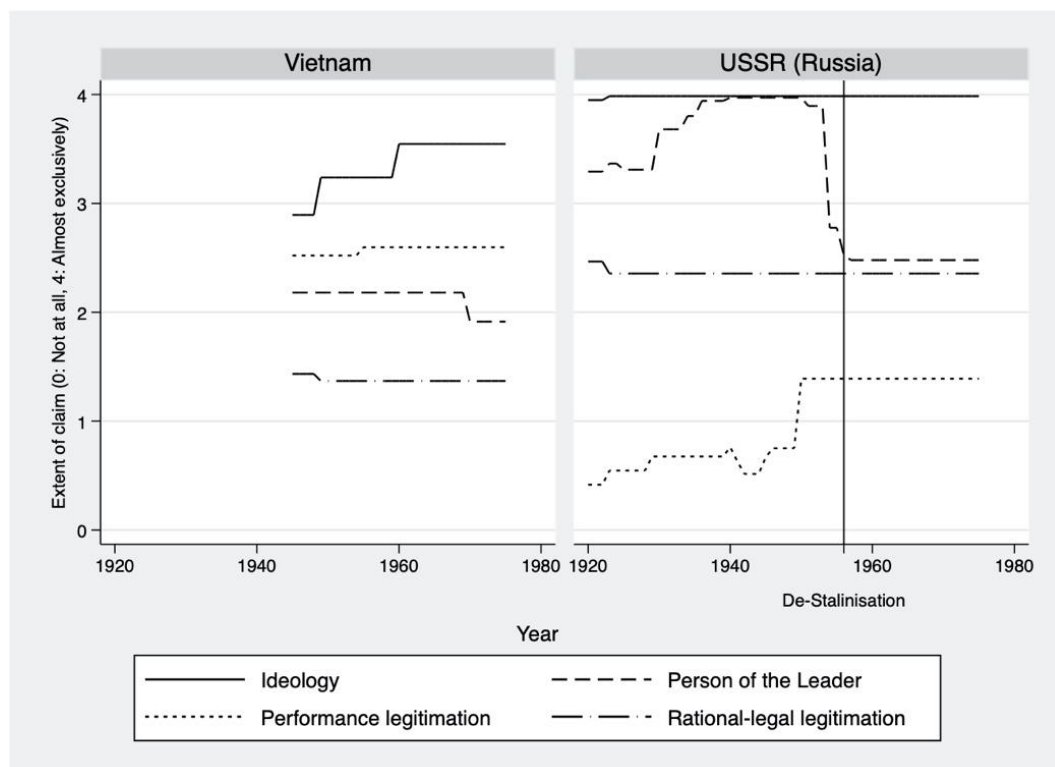 Vietnam
USSR (Russia)
Extent of claim (0: Not at all, 4: Almost exclusively)
4
3
2
1
0
1920 1940 1960 1980 1920 1940 1960 1980
De-Stalinisation
Year
Ideology Person of the Leader
Performance legitimation Rational-legal legitimation